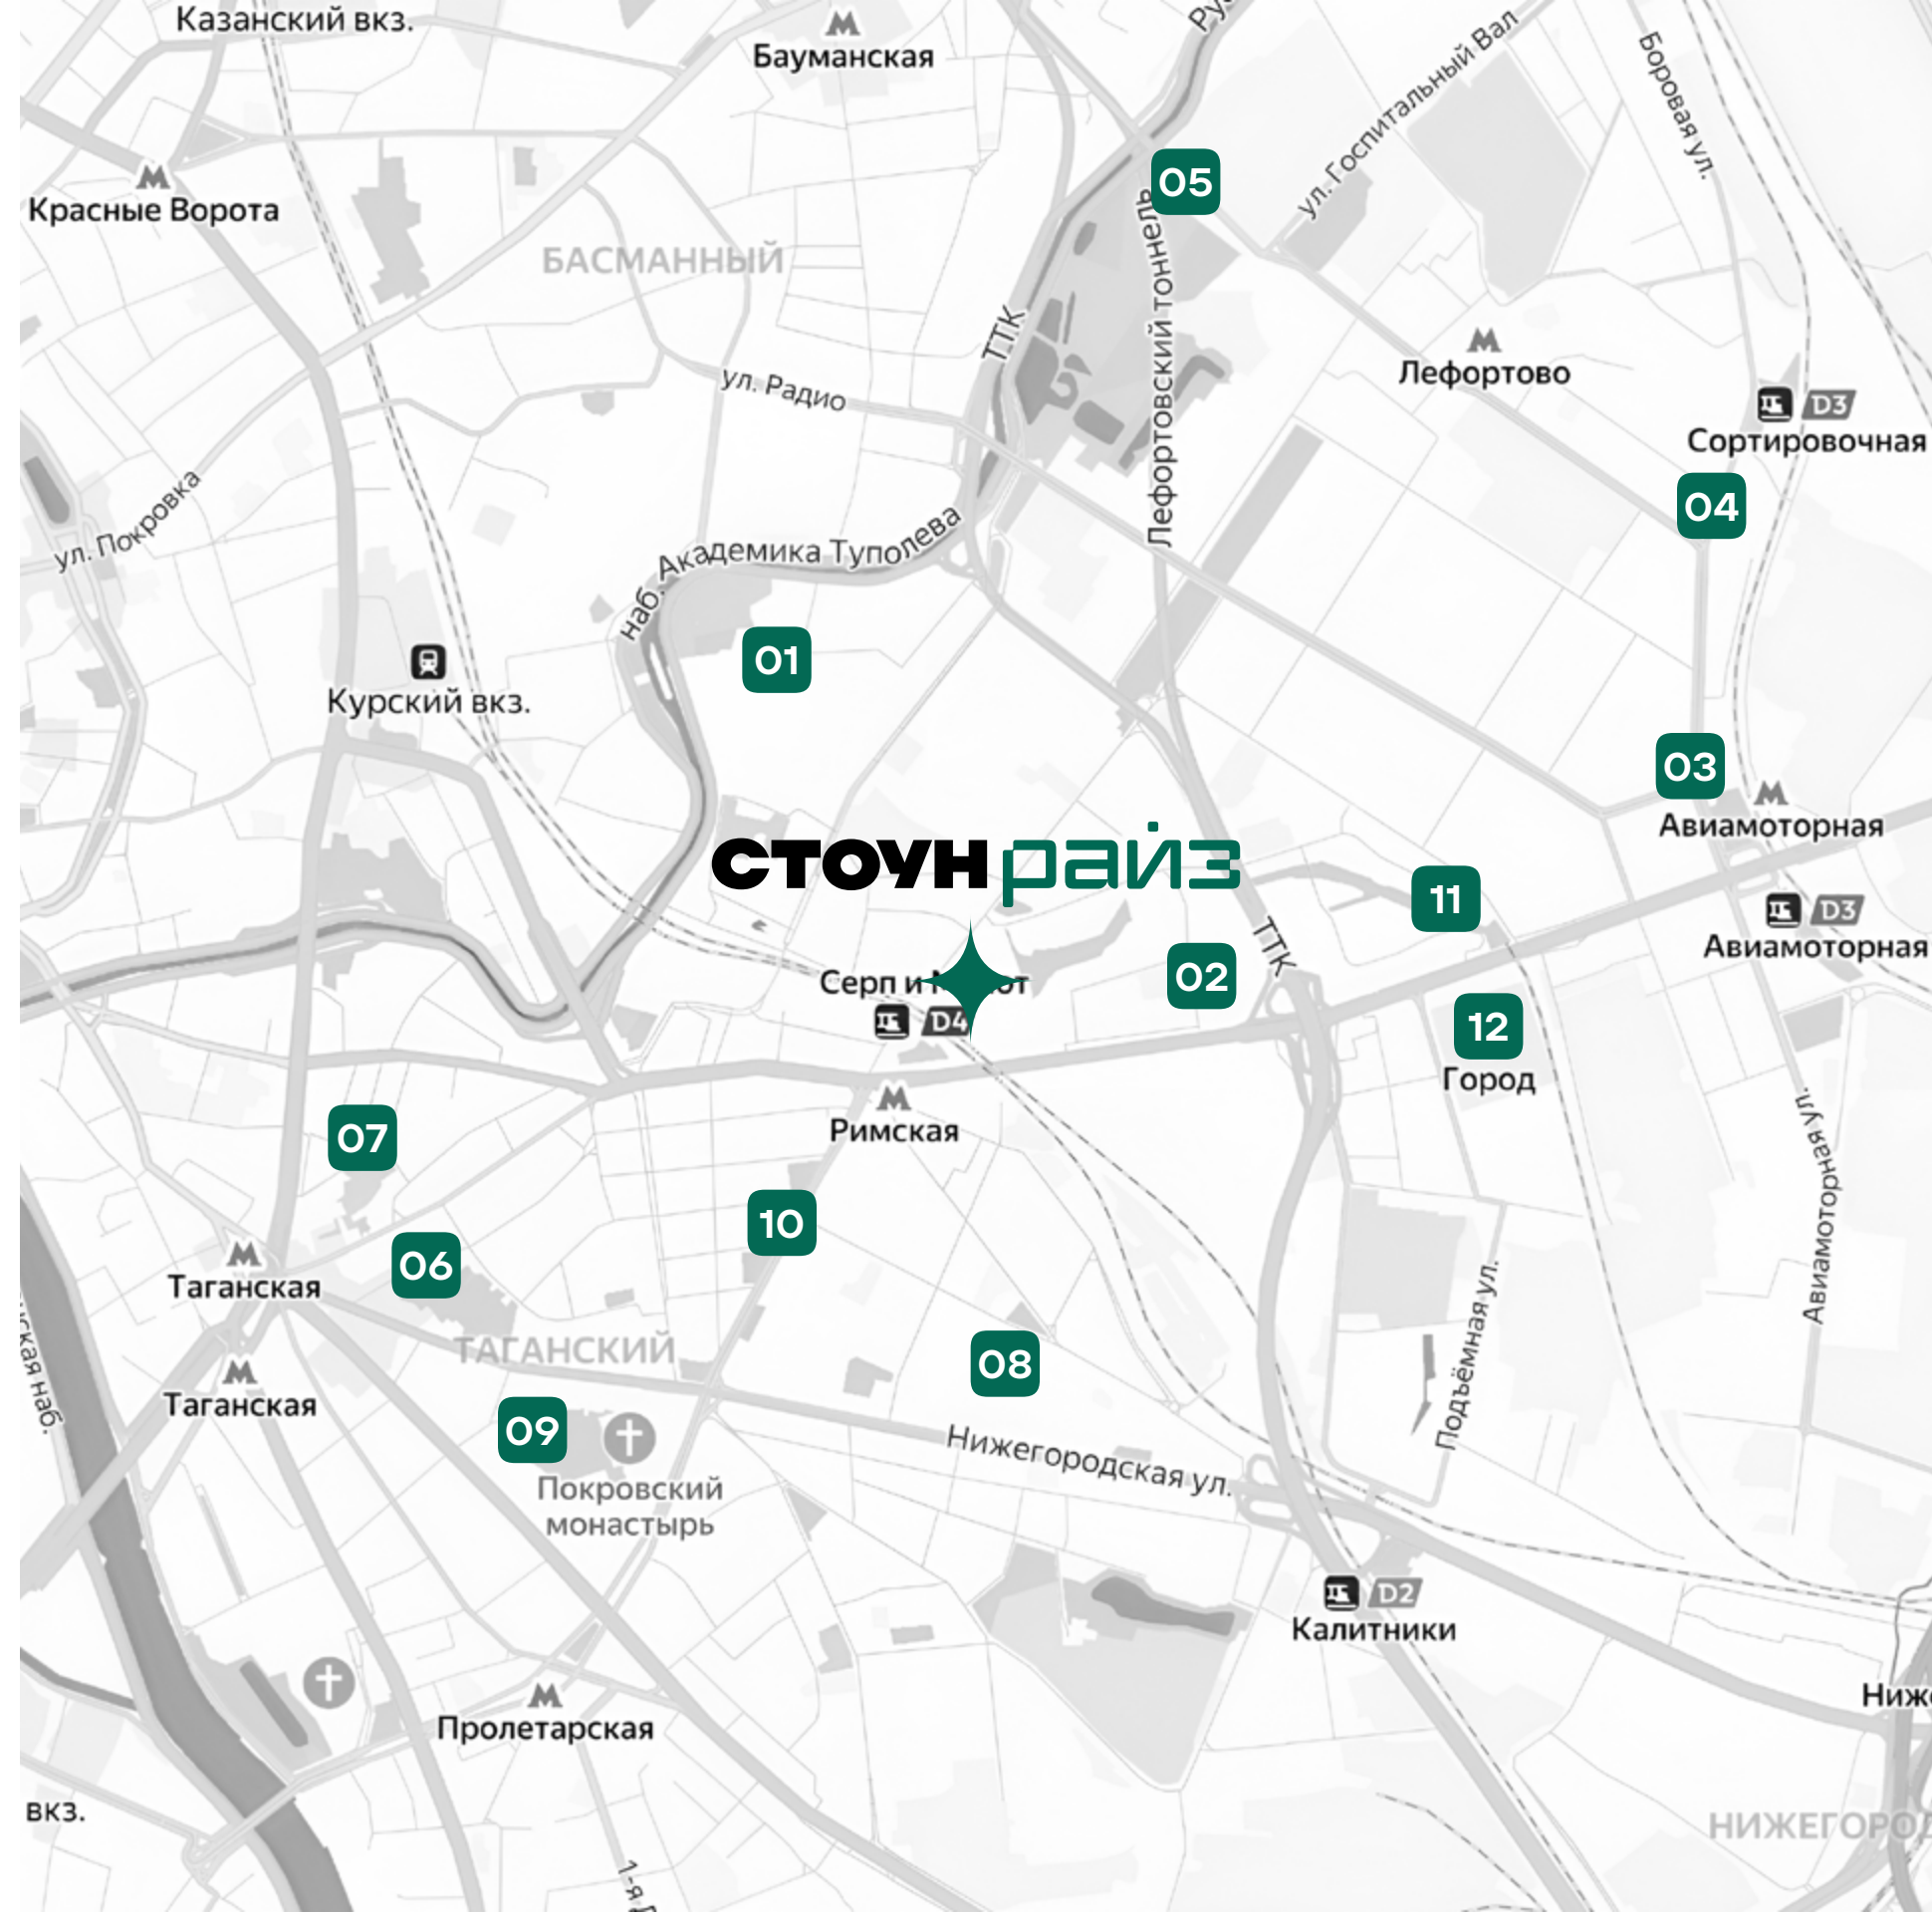 Казанский вкз.
Бауманская
ул. Госпитальный Вал
Боровая ул.
05
Красные Ворота
БАСМАННЫЙ
Лефортовский тоннель
ТТК
Лефортово
ул. Радио
D3
Сортировочная
ул. Покровка
04
наб. Академика Туполева
01
Курский вкз.
03
Авиамоторная
СТОУН райз
11
D3
Авиамоторная
ТТК
02
Серп и
D4
12
Город
Римская
07
Авиамоторная ул.
10
06
Таганская
Подъёмная ул.
ТАГАНСКИЙ
08
Таганская
09
Нижегородская ул.
Покровский
монастырь
D2
Калитники
Пролетарская
вкз.